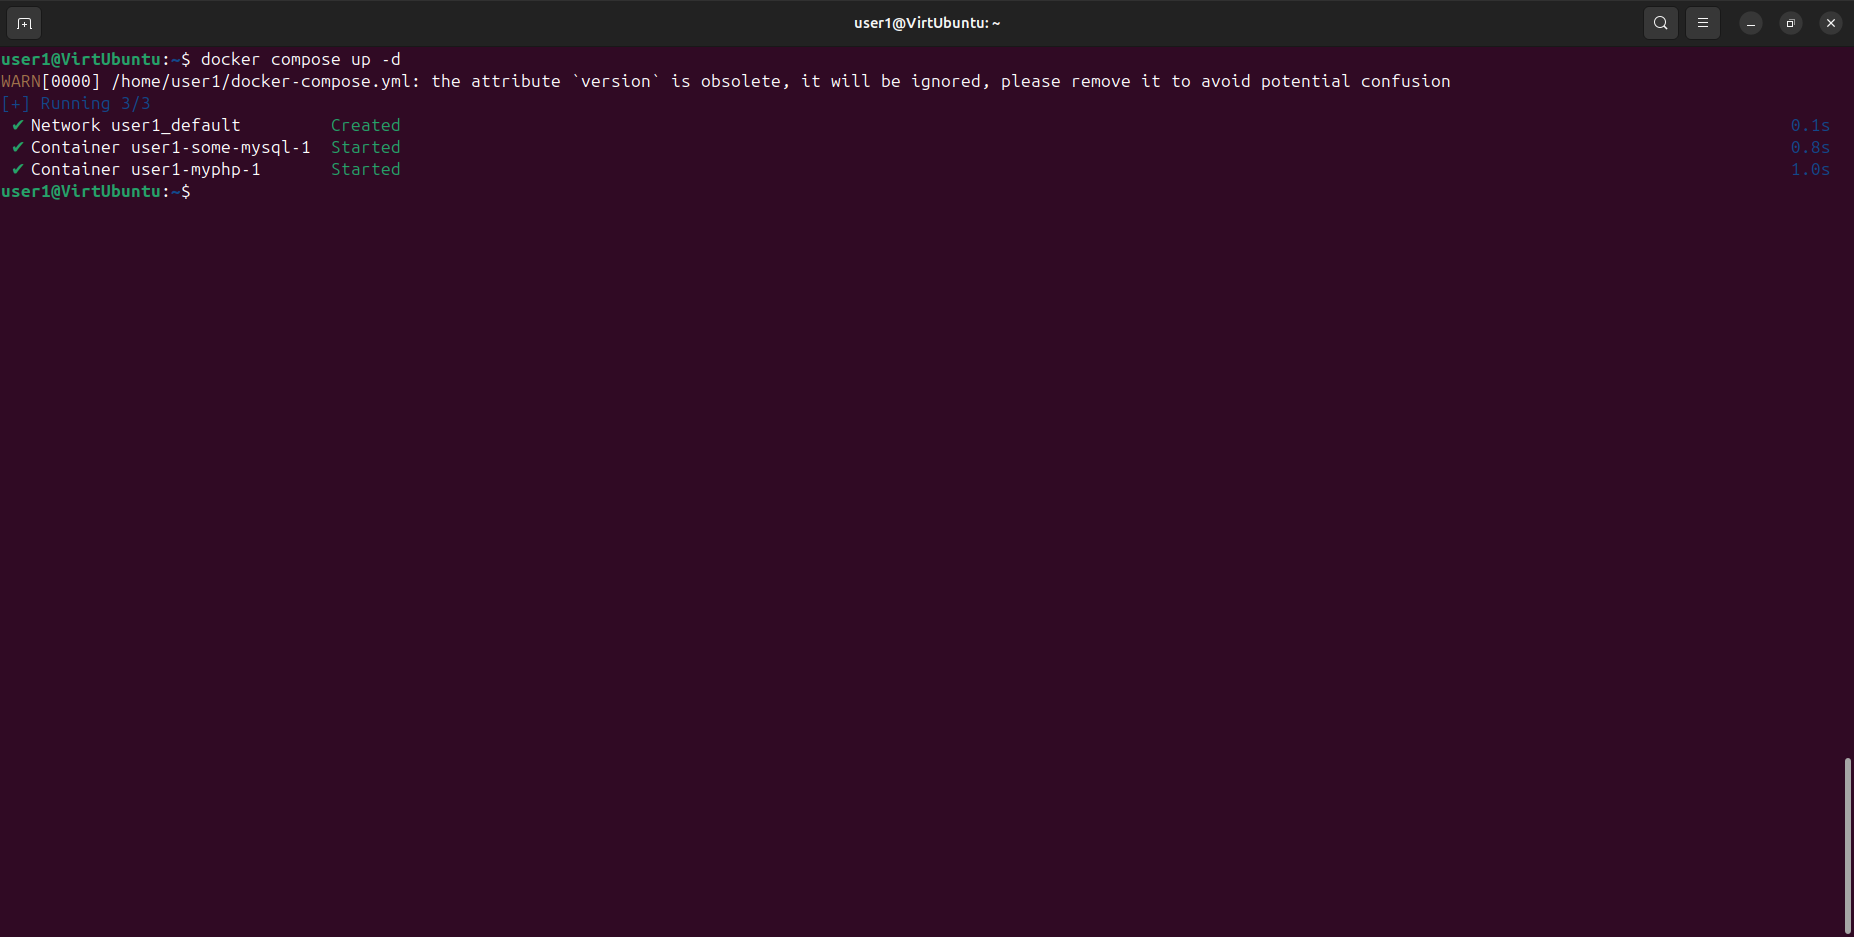 user1@VirtUbuntu: ~
user1@VirtUbuntu:~$ docker compose up -d
WARN[0000] /home/user1/docker-compose.yml: the attribute `version` is obsolete, it will be ignored, please remove it to avoid potential confusion
[+] Running 3/3
✔ Network user1_default Created 0.1s
✔ Container user1-some-mysql-1 Started 0.8s
✔ Container user1-myphp-1 Started 1.0s
user1@VirtUbuntu:~$